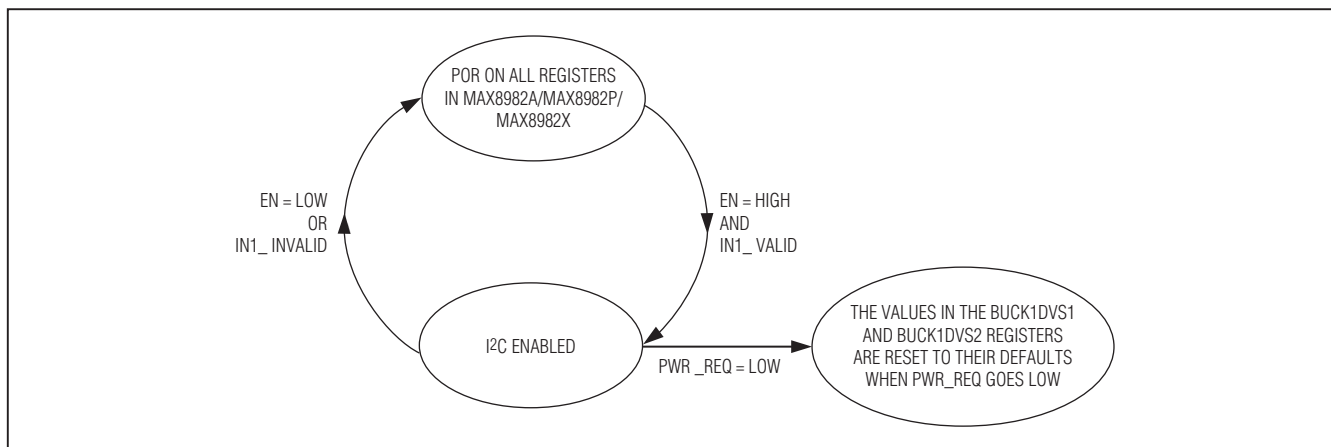 POR ON ALL REGISTERS
IN MAX8982A/MAX8982P/
MAX8982X
EN = LOW
OR
IN1_ INVALID
EN = HIGH
AND
IN1_ VALID
I²C ENABLED
PWR _REQ = LOW
THE VALUES IN THE BUCK1DVS1
AND BUCK1DVS2 REGISTERS
ARE RESET TO THEIR DEFAULTS
WHEN PWR_REQ GOES LOW